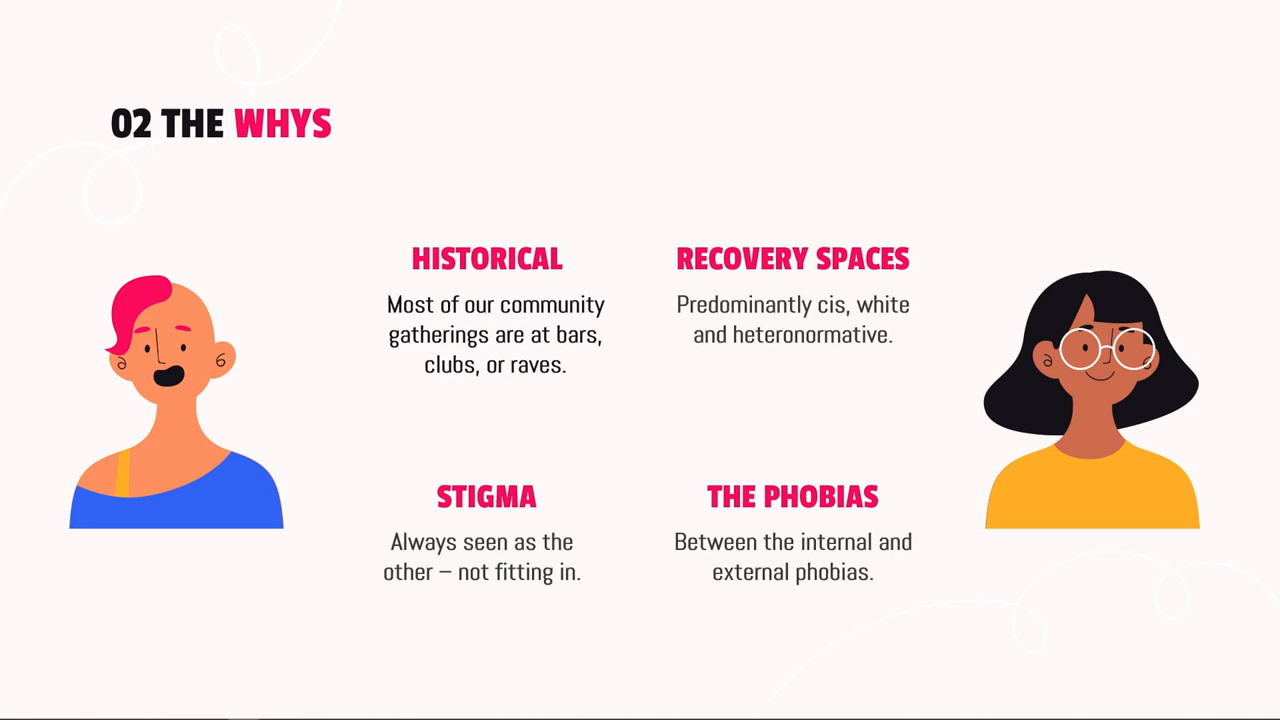 02 THE WHYS
HISTORICAL
Most of our community
gatherings are at bars,
clubs, or raves.
RECOVERY SPACES
Predominantly cis, white
and heteronormative.
STIGMA
Always seen as the
other – not fitting in.
THE PHOBIAS
Between the internal and
external phobias.